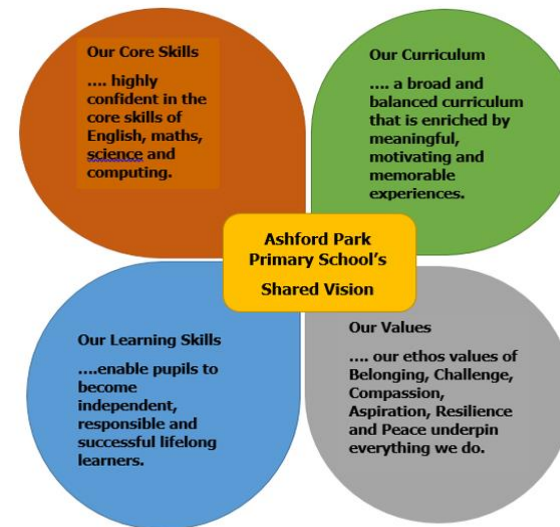 Our Core Skills
.... highly
confident in the
core skills of
English, maths,
science and
computing.
Our Curriculum
.... a broad and
balanced curriculum
that is enriched by
meaningful,
motivating and
memorable
experiences.
Ashford Park
Primary School's
Shared Vision
Our Learning Skills
....enable pupils to
become
independent,
responsible and
successful lifelong
learners.
Our Values
.... our ethos values of
Belonging, Challenge,
Compassion,
Aspiration, Resilience
and Peace underpin
everything we do.